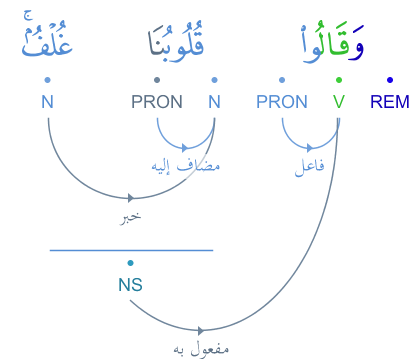 وَقَالُوا۟ قُلُوبُنَا غُلْفٌۢ ۚ
REM V PRON N PRON N
فاعل مضاف إليه
خبر
NS
مفعول به